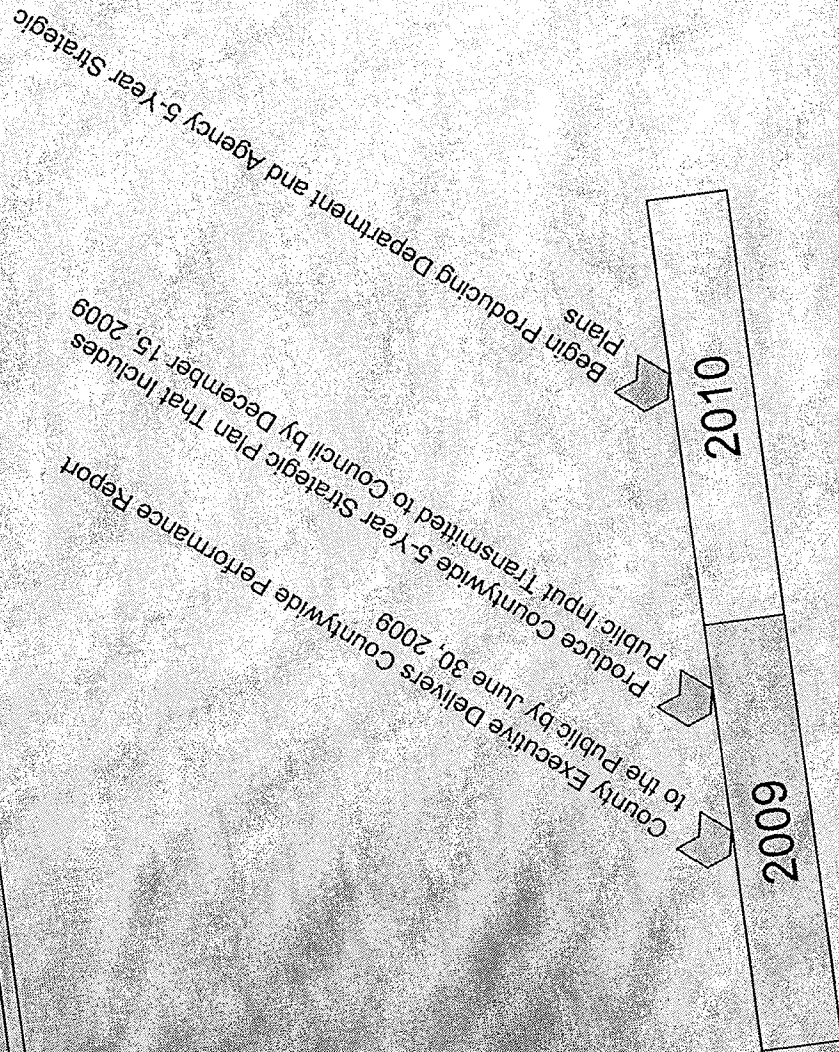 County Executive Delivers Countywide Performance Report
to the Public by June 30, 2009
Produce Countywide 5-Year Strategic Plan That Includes
Public Input Transmitted to Council by December 15, 2009
Begin Producing Department and Agency 5-Year Strategic
Plans
2009
2010